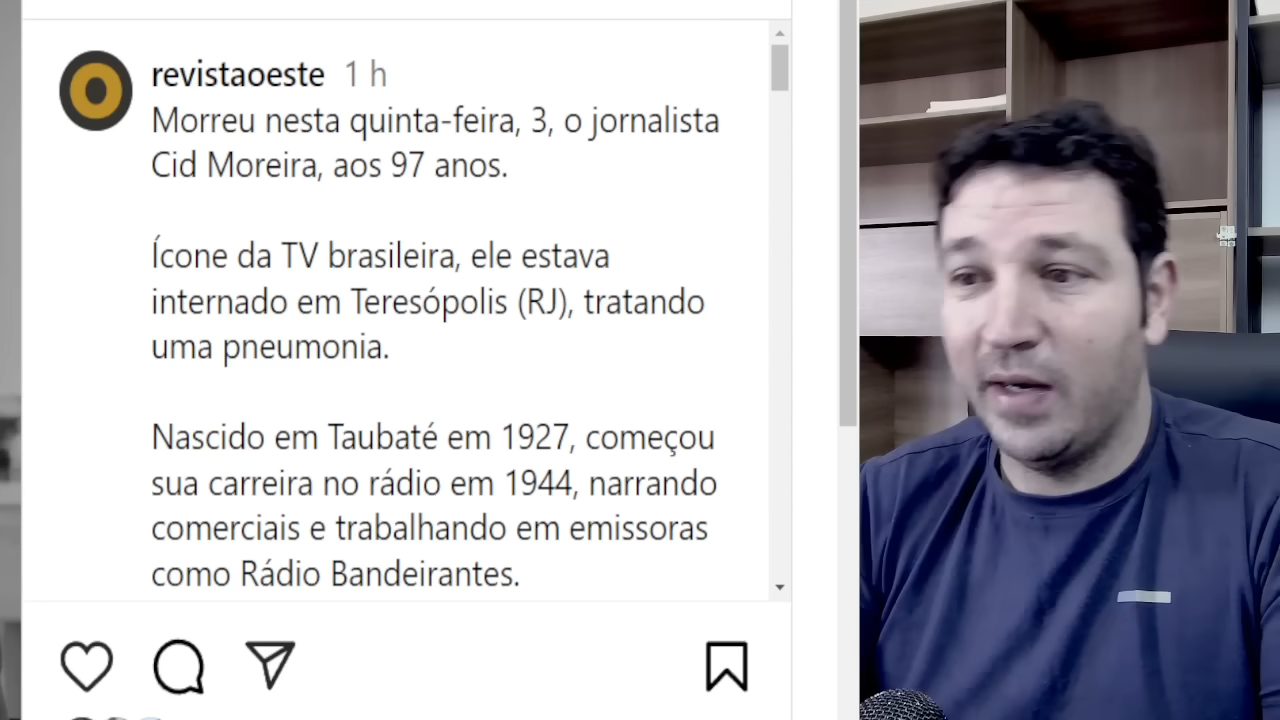 revistaoeste 1 h
Morreu nesta quinta-feira, 3, o jornalista
Cid Moreira, aos 97 anos.
Ícone da TV brasileira, ele estava
internado em Teresópolis (RJ), tratando
uma pneumonia.
Nascido em Taubaté em 1927, começou
sua carreira no rádio em 1944, narrando
comerciais e trabalhando em emissoras
como Rádio Bandeirantes.